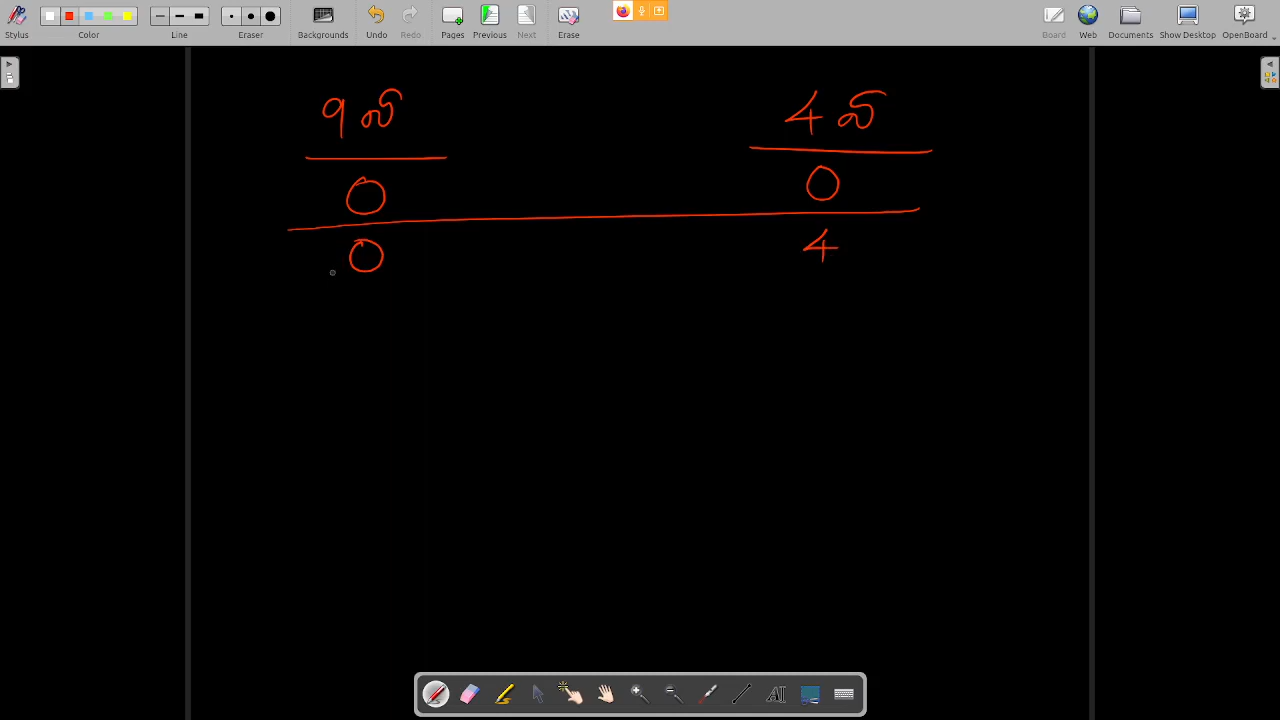 Stylus Color Line Eraser Backgrounds Undo Redo Pages Previous Next Erase Board Web Documents Show Desktop OpenBoard
9 லி 4 லி
0 0
0 4